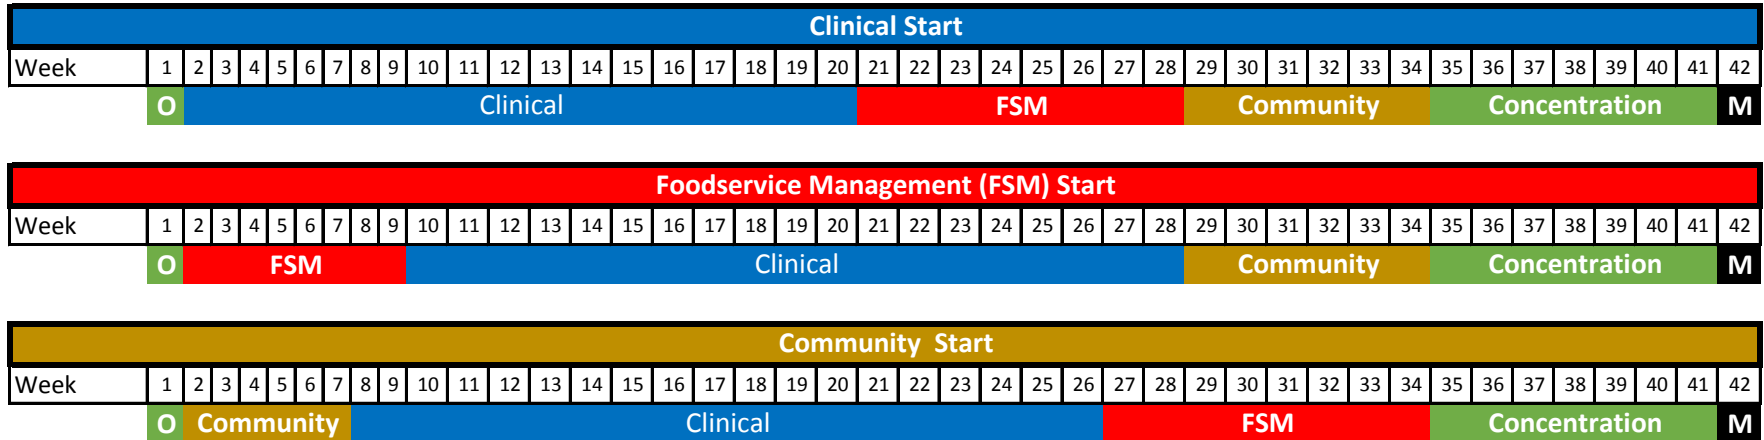 Clinical Start
Week 1 2 3 4 5 6 7 8 9 10 11 12 13 14 15 16 17 18 19 20 21 22 23 24 25 26 27 28 29 30 31 32 33 34 35 36 37 38 39 40 41 42
O Clinical FSM Community Concentration M
Foodservice Management (FSM) Start
Week 1 2 3 4 5 6 7 8 9 10 11 12 13 14 15 16 17 18 19 20 21 22 23 24 25 26 27 28 29 30 31 32 33 34 35 36 37 38 39 40 41 42
O FSM Clinical Community Concentration M
Community Start
Week 1 2 3 4 5 6 7 8 9 10 11 12 13 14 15 16 17 18 19 20 21 22 23 24 25 26 27 28 29 30 31 32 33 34 35 36 37 38 39 40 41 42
O Community Clinical FSM Concentration M